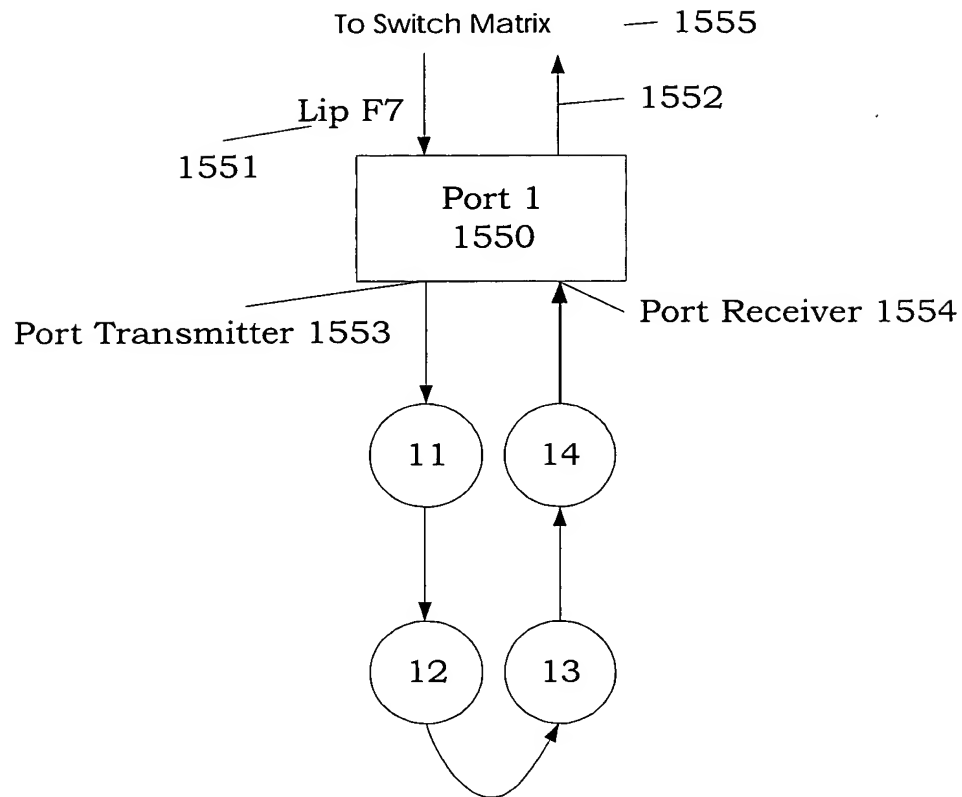 To Switch Matrix
1555
1552
Lip F7
1551
Port 1
1550
Port Transmitter 1553
Port Receiver 1554
11
14
12
13